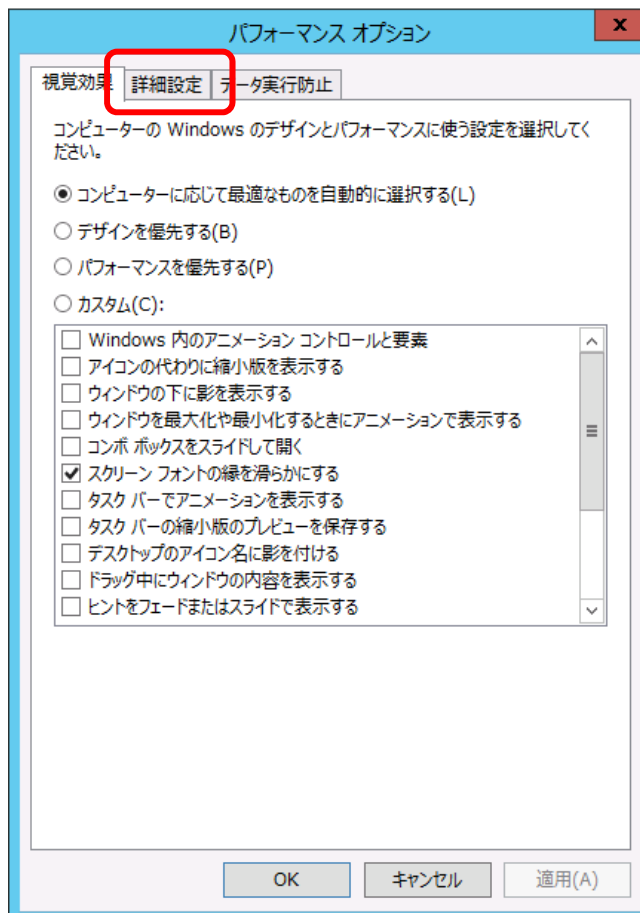 パフォーマンス オプション
x
視覚効果 詳細設定 データ実行防止
コンピューターの Windows のデザインとパフォーマンスに使う設定を選択してく
ださい。
コンピューターに応じて最適なものを自動的に選択する(L)
デザインを優先する(B)
パフォーマンスを優先する(P)
カスタム(C):
Windows 内のアニメーション コントロールと要素
アイコンの代わりに縮小版を表示する
ウィンドウの下に影を表示する
ウィンドウを最大化や最小化するときにアニメーションで表示する
コンボ ボックスをスライドして開く
スクリーン フォントの縁を滑らかにする
タスク バーでアニメーションを表示する
タスク バーの縮小版のプレビューを保存する
デスクトップのアイコン名に影を付ける
ドラッグ中にウィンドウの内容を表示する
ヒントをフェードまたはスライドで表示する
OK キャンセル 適用(A)